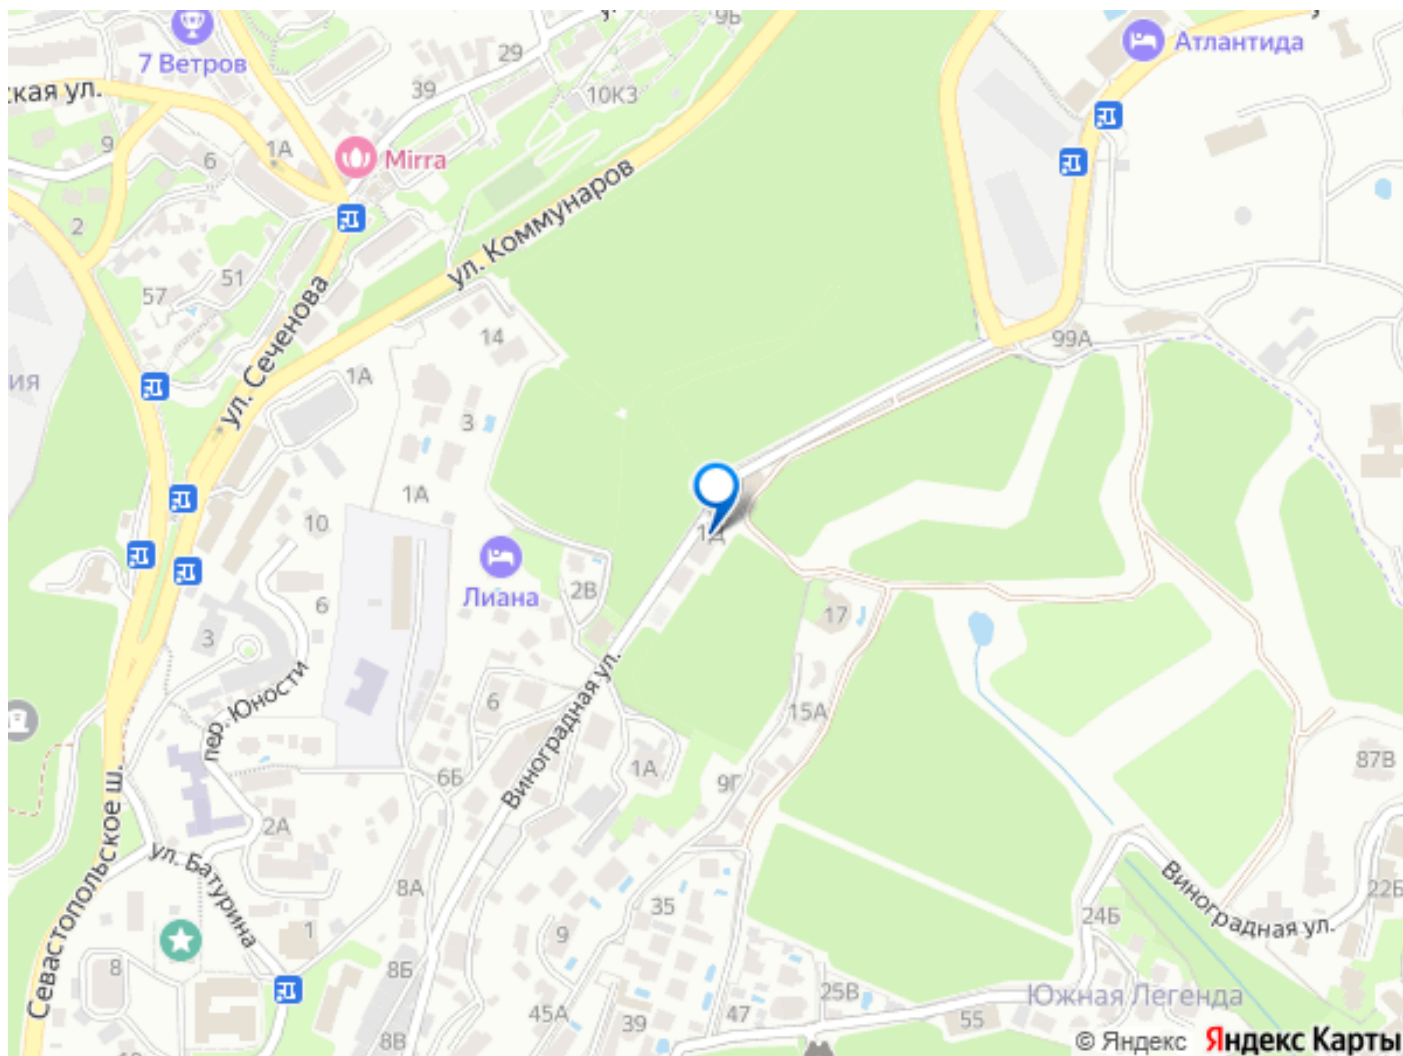 9Б
7 Ветров
29
Атлантида
ская ул.
39
10К3
9
6
1А
Mirra
ул. Коммунаров
2
51
57
ул. Сеченова
14
99А
ия
1А
3
1А
10
1Д
Лиана
2В
6
17
3
пер. Юности
6
Виноградная ул.
15А
1А
9Г
6Б
87В
2А
ул. Батурина
8А
Севастопольское ш.
35
24Б
Виноградная ул.
22Б
1
9
8
8Б
25В
Южная Легенда
45А
39
47
55
8В
© Яндекс Яндекс Карты